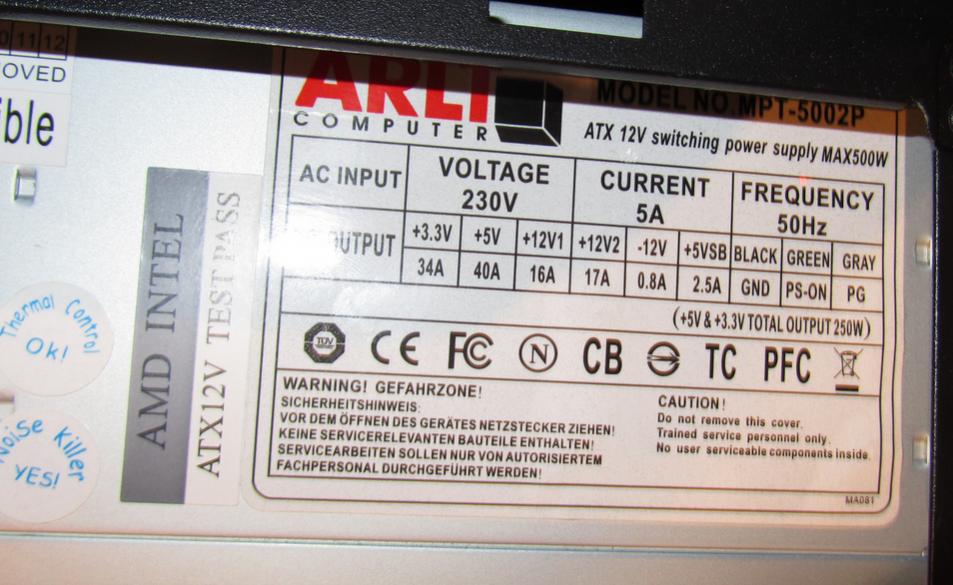 11 12
OVED
ible
Thermal Control
Ok!
Noise Killer
YES!
AMD INTEL
ATX12V TEST PASS
ARLT
COMPUTER
MODEL NO.MPT-5002P
ATX 12V switching power supply MAX500W
AC INPUT VOLTAGE 230V CURRENT 5A FREQUENCY 50Hz
OUTPUT +3.3V +5V +12V1 +12V2 -12V +5VSB BLACK GREEN GRAY
34A 40A 16A 17A 0.8A 2.5A GND PS-ON PG
(+5V & +3.3V TOTAL OUTPUT 250W)
TÜV CE FC N CB TC PFC
WARNING! GEFAHRZONE!
SICHERHEITSHINWEIS:
VOR DEM ÖFFNEN DES GERÄTES NETZSTECKER ZIEHEN!
KEINE SERVICERELEVANTEN BAUTEILE ENTHALTEN!
SERVICEARBEITEN SOLLEN NUR VON AUTORISIERTEM
FACHPERSONAL DURCHGEFÜHRT WERDEN!
CAUTION!
Do not remove this cover.
Trained service personnel only.
No user serviceable components inside.
MA081